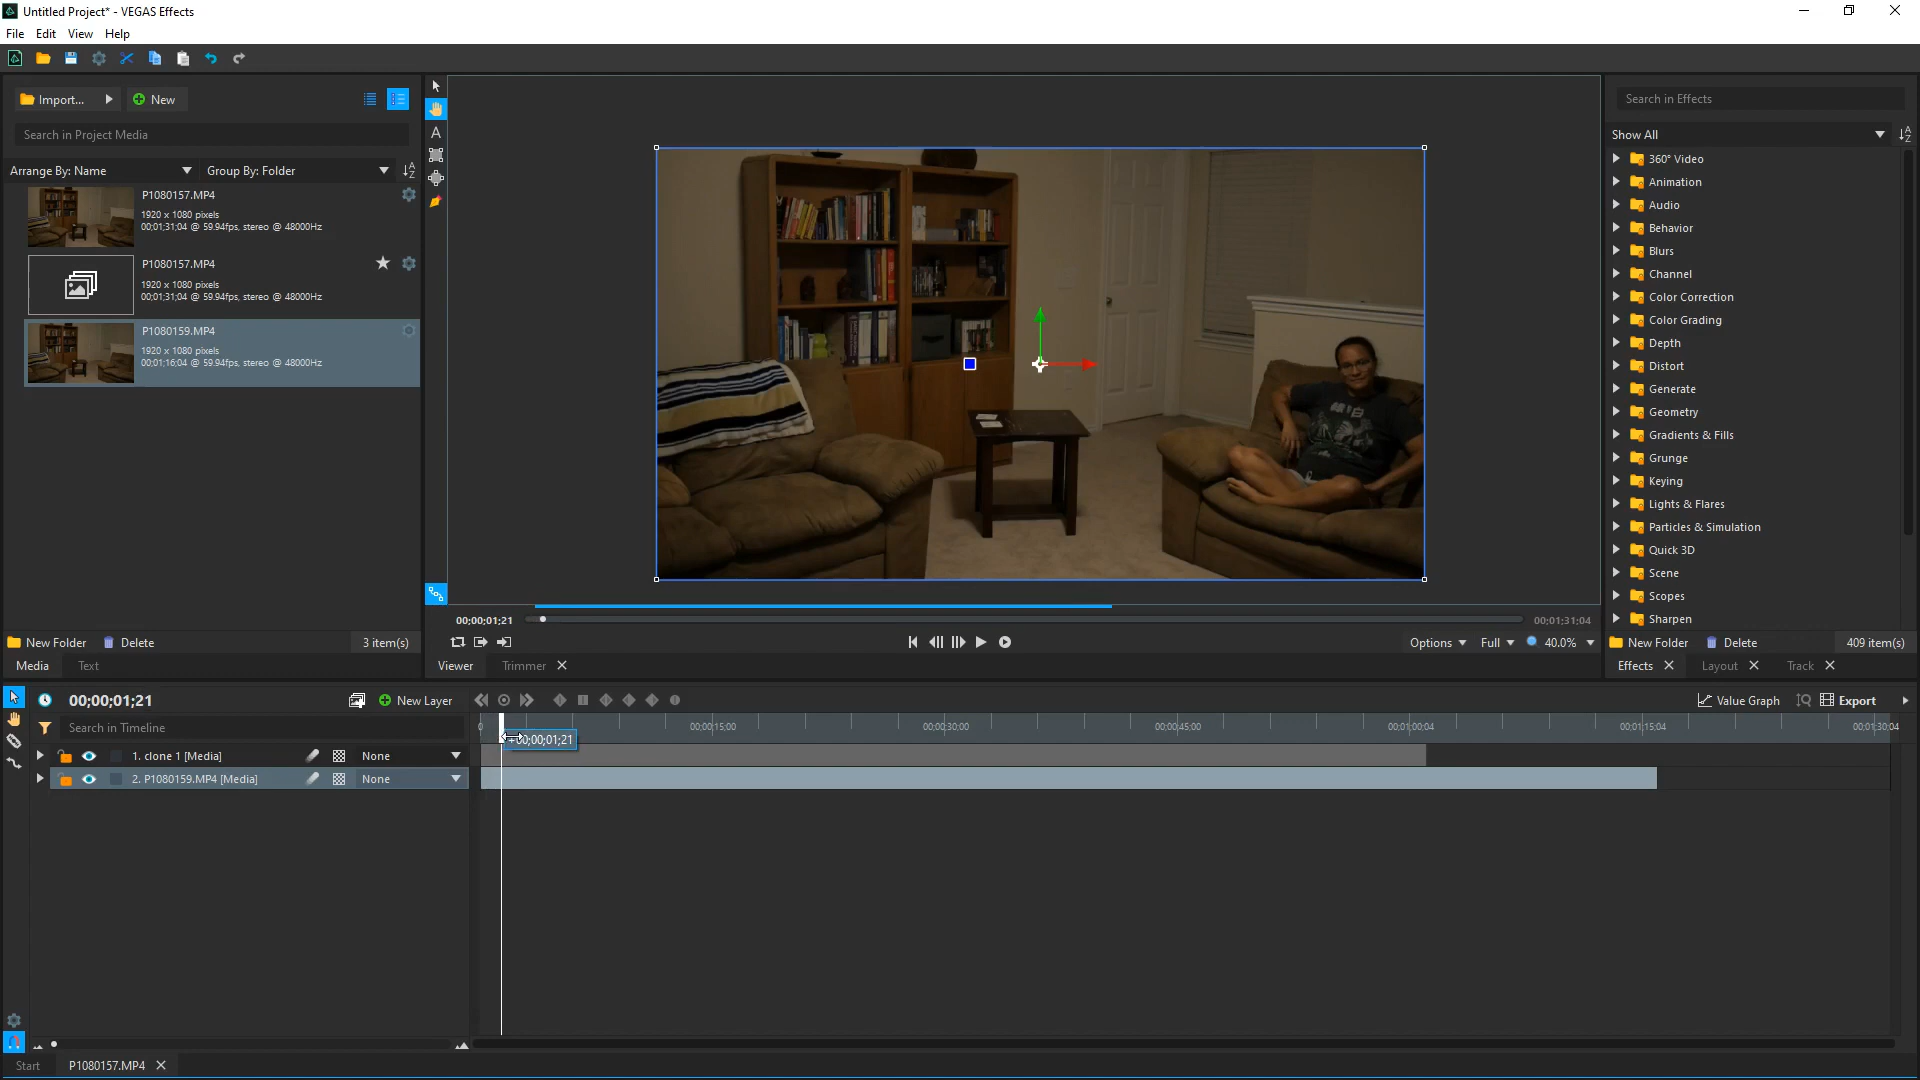 Untitled Project* - VEGAS Effects
File Edit View Help
Import... New
Search in Project Media
Arrange By: Name Group By: Folder
P1080157.MP4
1920 x 1080 pixels
00;01;31;04 @ 59.94fps, stereo @ 48000Hz
P1080157.MP4
1920 x 1080 pixels
00;01;31;04 @ 59.94fps, stereo @ 48000Hz
P1080159.MP4
1920 x 1080 pixels
00;01;16;04 @ 59.94fps, stereo @ 48000Hz
New Folder Delete 3 item(s)
Media Text
A
00;00;01;21 00;01;31;04
Options Full 40.0%
Viewer Trimmer
Search in Effects
Show All
360° Video
Animation
Audio
Behavior
Blurs
Channel
Color Correction
Color Grading
Depth
Distort
Generate
Geometry
Gradients & Fills
Grunge
Keying
Lights & Flares
Particles & Simulation
Quick 3D
Scene
Scopes
Sharpen
New Folder Delete 409 item(s)
Effects Layout Track
00;00;01;21 New Layer Value Graph Export
Search in Timeline
0 00;00;15;00 00;00;30;00 00;00;45;00 00;01;00;04 00;01;15;04 00;01;30;04
+00;00;01;21
1. clone 1 [Media] None
2. P1080159.MP4 [Media] None
Start P1080157.MP4